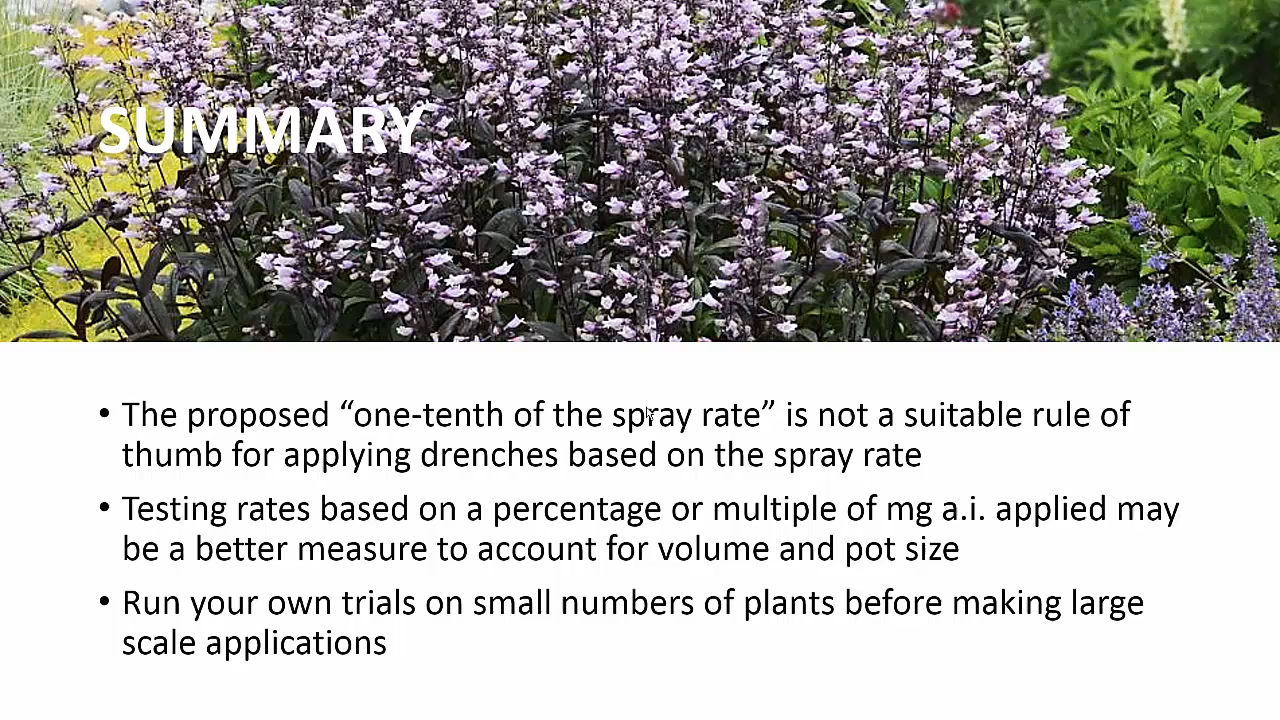 SUMMARY
• The proposed “one-tenth of the spray rate” is not a suitable rule of
thumb for applying drenches based on the spray rate
• Testing rates based on a percentage or multiple of mg a.i. applied may
be a better measure to account for volume and pot size
• Run your own trials on small numbers of plants before making large
scale applications